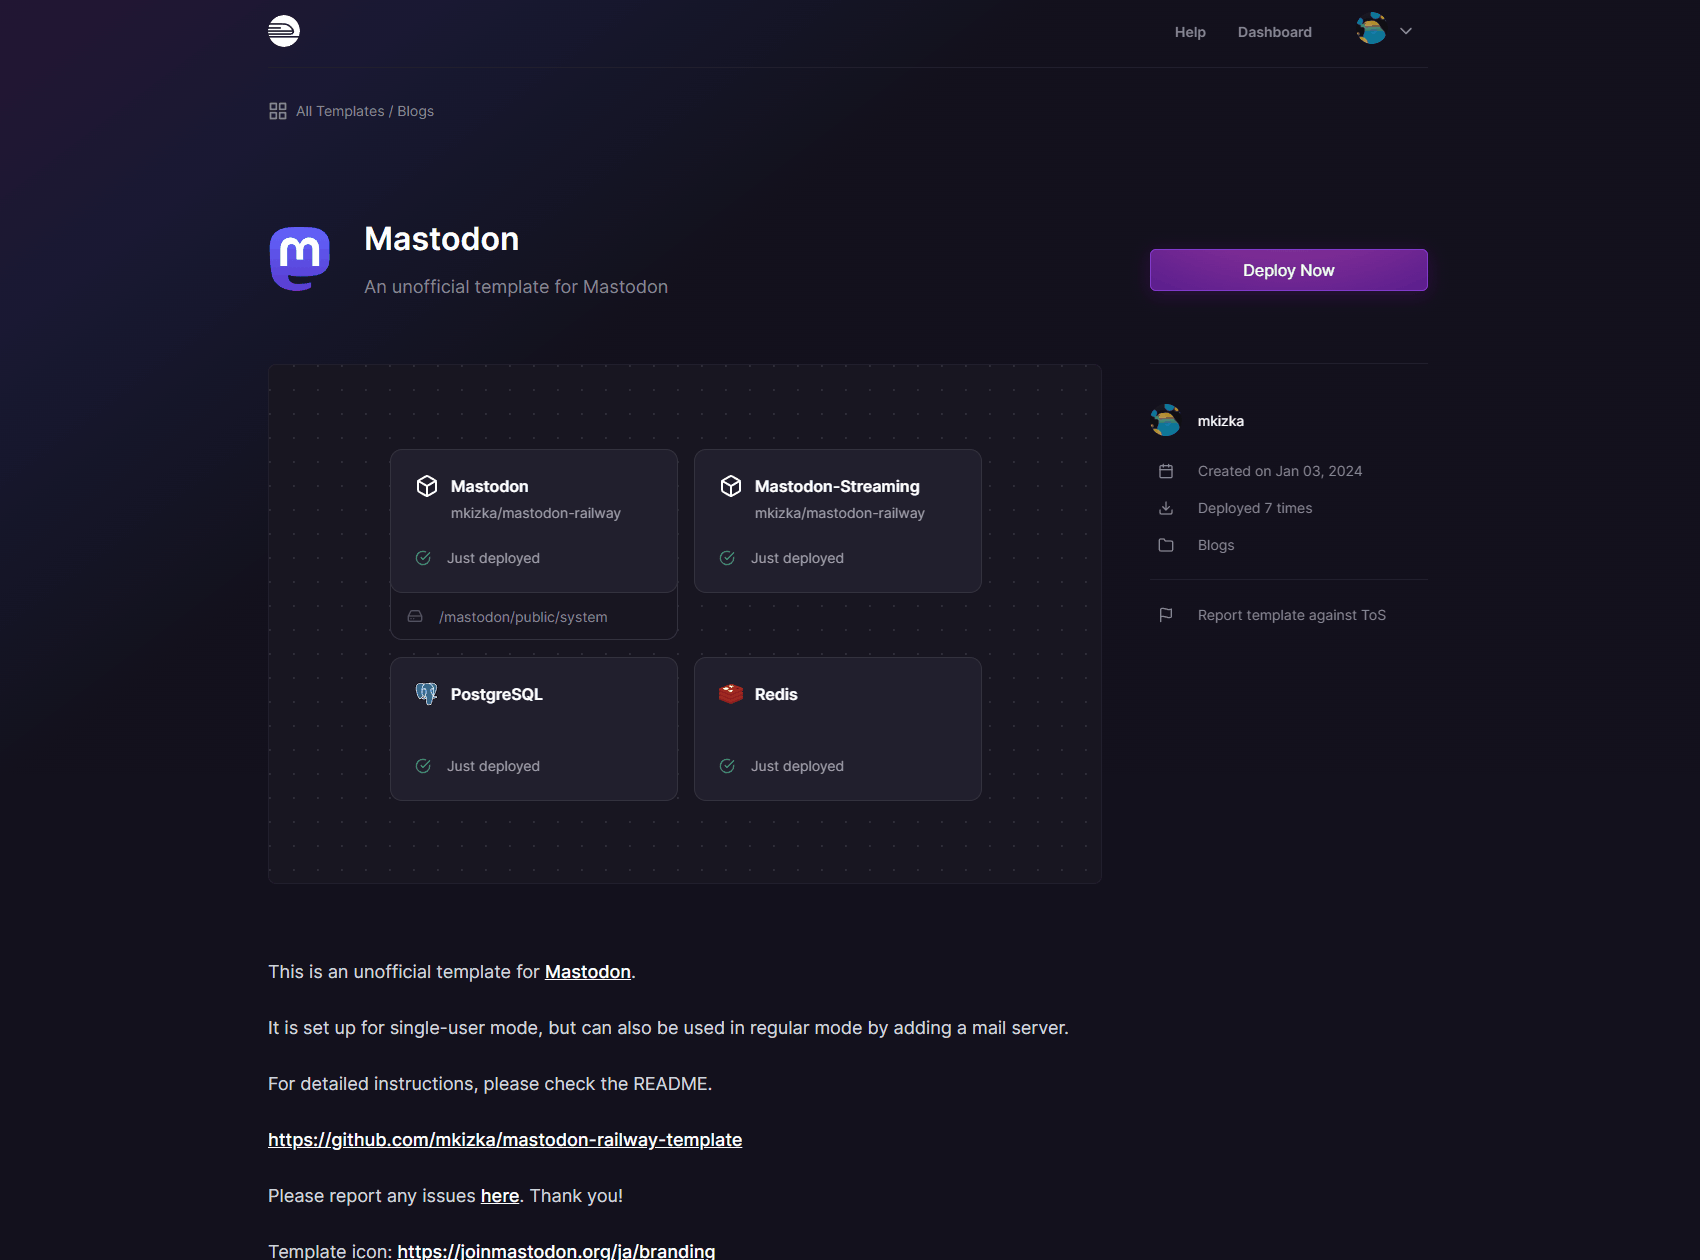 Help
Dashboard
All Templates / Blogs
Mastodon
An unofficial template for Mastodon
Deploy Now
Mastodon
mkizka/mastodon-railway
Just deployed
/mastodon/public/system
Mastodon-Streaming
mkizka/mastodon-railway
Just deployed
PostgreSQL
Just deployed
Redis
Just deployed
mkizka
Created on Jan 03, 2024
Deployed 7 times
Blogs
Report template against ToS
This is an unofficial template for Mastodon.
It is set up for single-user mode, but can also be used in regular mode by adding a mail server.
For detailed instructions, please check the README.
https://github.com/mkizka/mastodon-railway-template
Please report any issues here. Thank you!
Template icon: https://joinmastodon.org/ja/branding